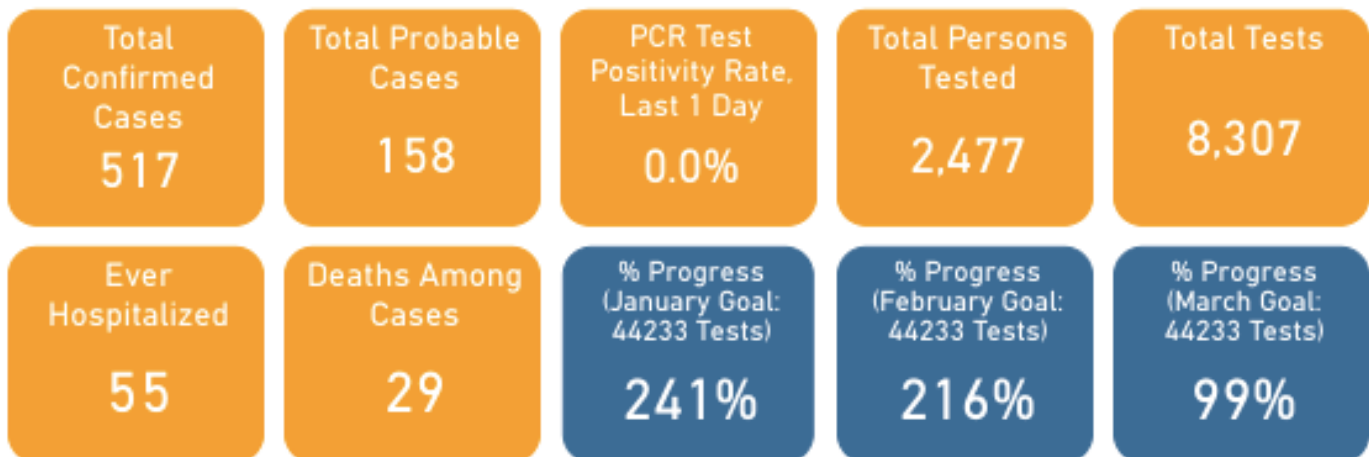 Total
Confirmed
Cases
517
Total Probable
Cases
158
PCR Test
Positivity Rate,
Last 1 Day
0.0%
Total Persons
Tested
2,477
Total Tests
8,307
Ever
Hospitalized
55
Deaths Among
Cases
29
% Progress
(January Goal:
44233 Tests)
241%
% Progress
(February Goal:
44233 Tests)
216%
% Progress
(March Goal:
44233 Tests)
99%